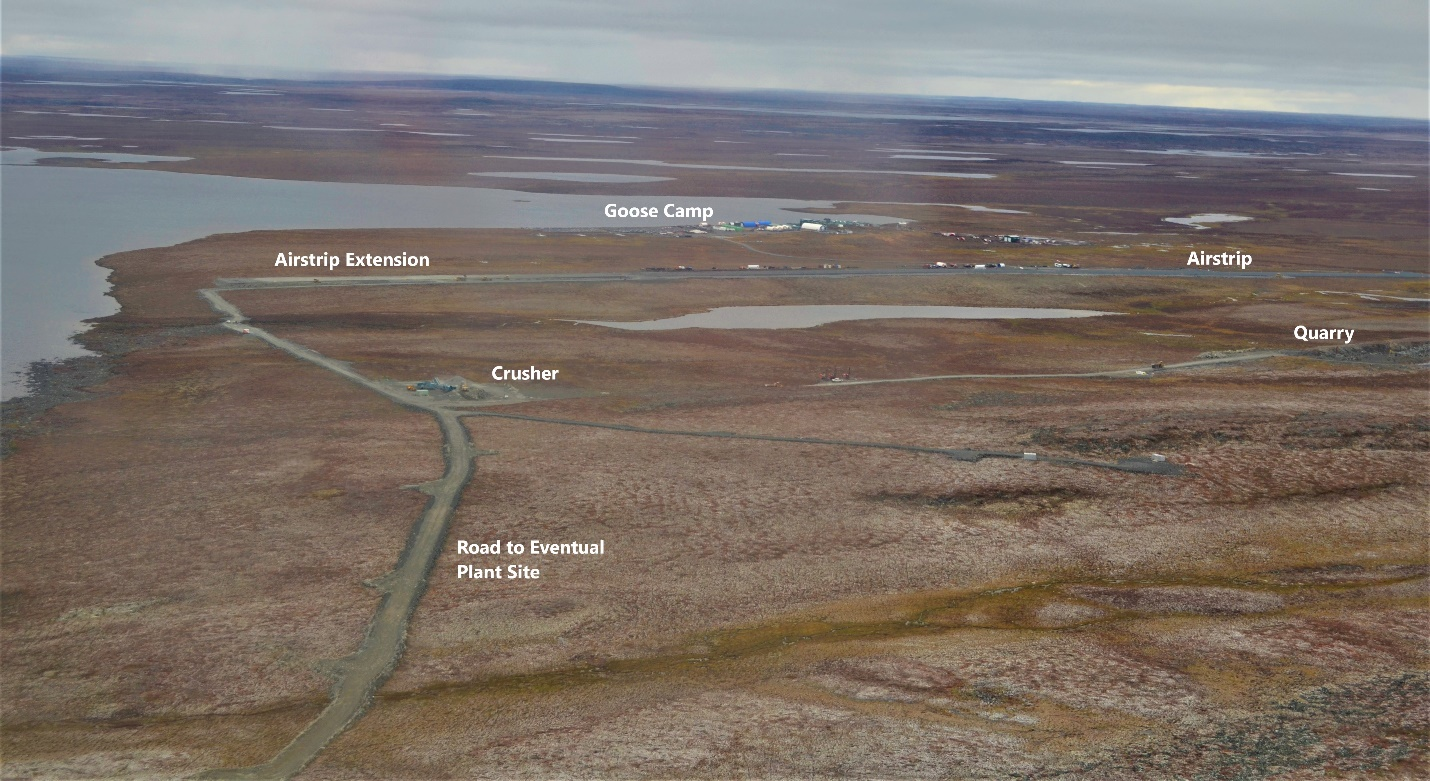 Goose Camp
Airstrip Extension
Airstrip
Quarry
Crusher
Road to Eventual
Plant Site